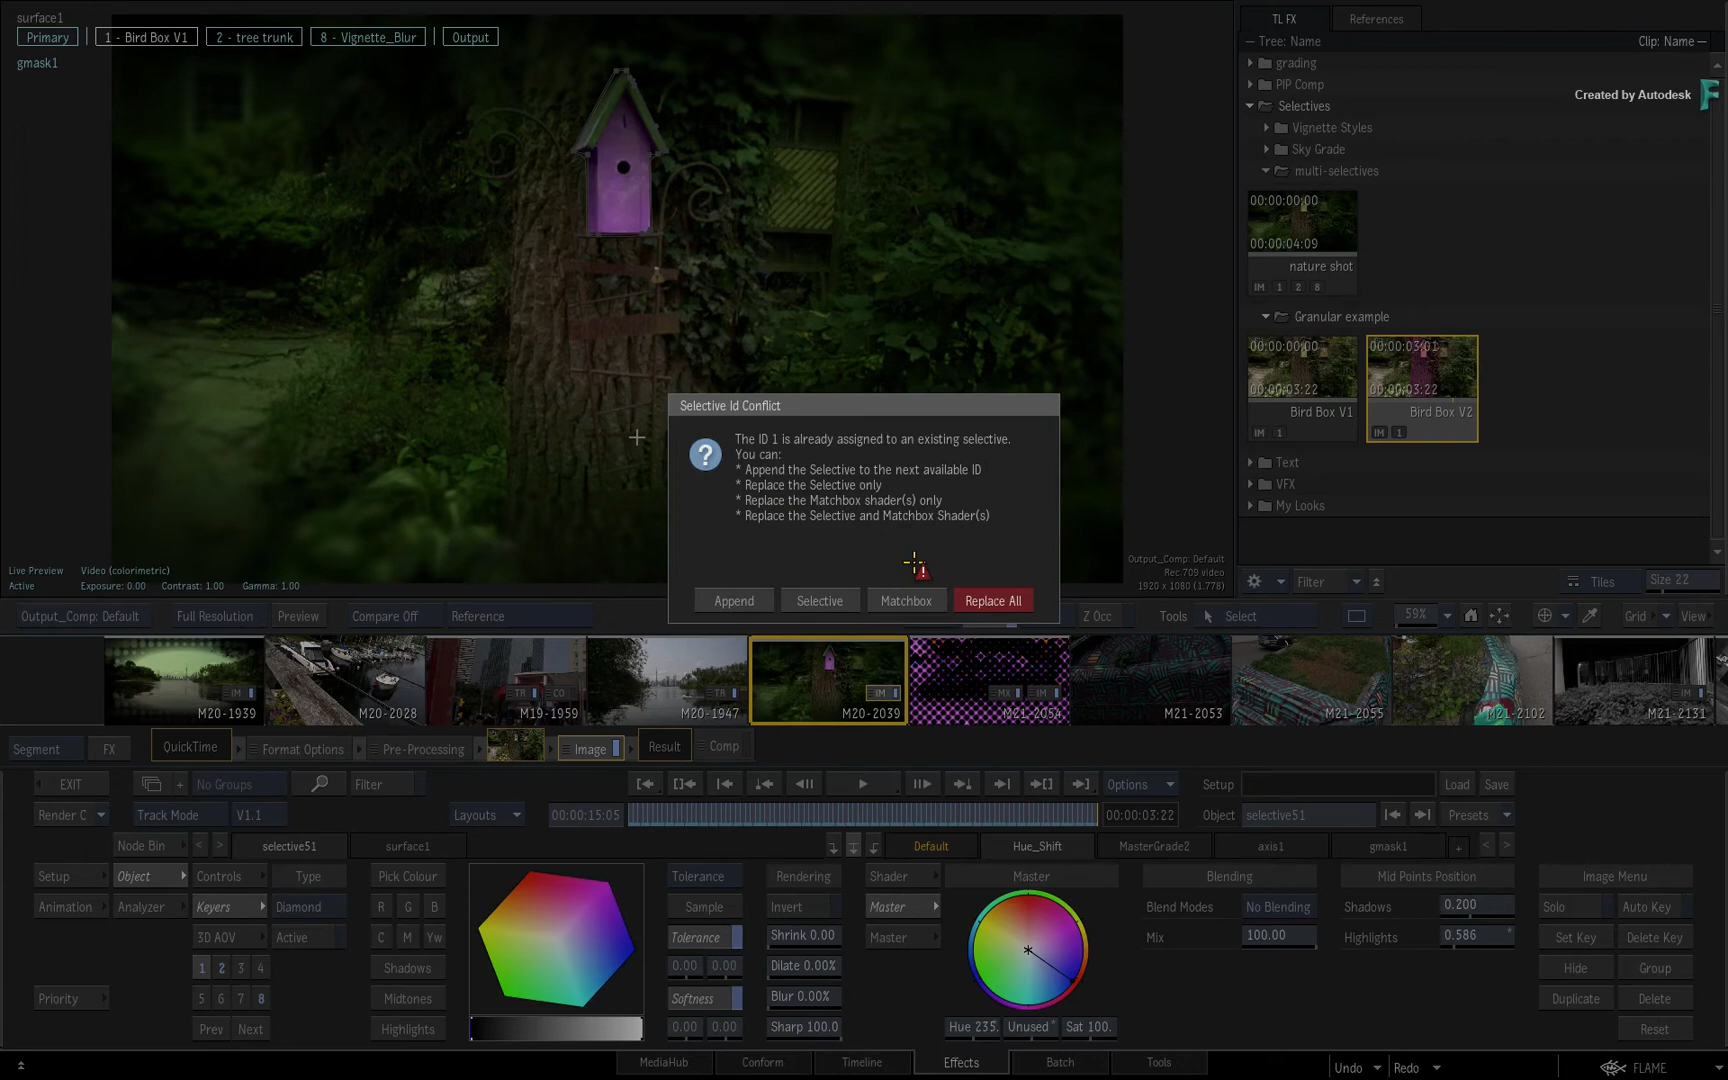 surface1
Primary
1 - Bird Box V1
2 - tree trunk
8 - Vignette_Blur
Output
gmask1
TL FX
References
Tree: Name
Clip: Name
grading
PIP Comp
Created by Autodesk
Selectives
Vignette Styles
Sky Grade
multi-selectives
00:00:00:00
00:00:04:09
nature shot
IM 1 2 8
Granular example
00:00:00:00
00:00:03:22
Bird Box V1
IM 1
00:00:03:01
00:00:03:22
Bird Box V2
IM 1
Text
VFX
My Looks
Selective Id Conflict
The ID 1 is already assigned to an existing selective.
You can:
* Append the Selective to the next available ID
* Replace the Selective only
* Replace the Matchbox shader(s) only
* Replace the Selective and Matchbox Shader(s)
Append
Selective
Matchbox
Replace All
Live Preview Video (colorimetric)
Active Exposure: 0.00 Contrast: 1.00 Gamma: 1.00
Output_Comp: Default
Rec.709 video
1920 x 1080 (1.778)
Filter
Tiles
Size 22
Output_Comp: Default
Full Resolution
Preview
Compare Off
Reference
Z Occ
Tools
Select
59%
Grid
View
IM
M20-1939
M20-2028
TR CO
M19-1959
TR
M20-1947
IM
M20-2039
MX IM
M21-2054
M21-2053
M21-2055
M21-2102
IM
M21-2131
Segment
FX
QuickTime
Format Options
Pre-Processing
Image
Result
Comp
EXIT
No Groups
Filter
Options
Setup
Load
Save
Render C
Track Mode
V1.1
Layouts
00:00:15:05
00:00:03:22
Object
selective51
Presets
Node Bin
selective51
surface1
Default
Hue_Shift
MasterGrade2
axis1
gmask1
Setup
Object
Controls
Type
Pick Colour
Tolerance
Rendering
Shader
Master
Blending
Mid Points Position
Image Menu
Animation
Analyzer
Keyers
Diamond
R G B
Sample
Invert
Master
Blend Modes
No Blending
Shadows
0.200
Solo
Auto Key
3D AOV
Active
C M Yw
Tolerance
Shrink 0.00
Master
Mix
100.00
Highlights
0.586
Set Key
Delete Key
1 2 3 4
Shadows
0.00 0.00
Dilate 0.00%
Hide
Group
Priority
5 6 7 8
Midtones
Softness
Blur 0.00%
Duplicate
Delete
Prev
Next
Highlights
0.00 0.00
Sharp 100.0
Hue 235.
Unused
Sat 100.
Reset
MediaHub
Conform
Timeline
Effects
Batch
Tools
Undo
Redo
FLAME